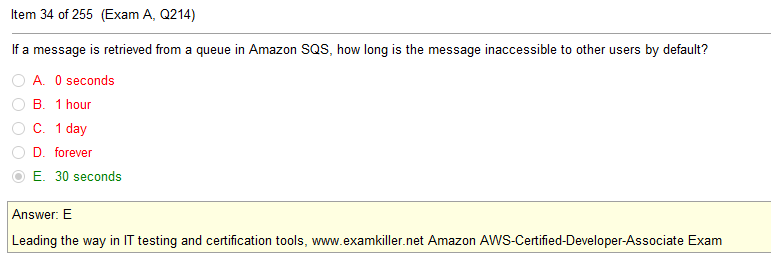 Item 34 of 255 (Exam A, Q214)
If a message is retrieved from a queue in Amazon SQS, how long is the message inaccessible to other users by default?
A. 0 seconds
B. 1 hour
C. 1 day
D. forever
E. 30 seconds
Answer: E
Leading the way in IT testing and certification tools, www.examkiller.net Amazon AWS-Certified-Developer-Associate Exam